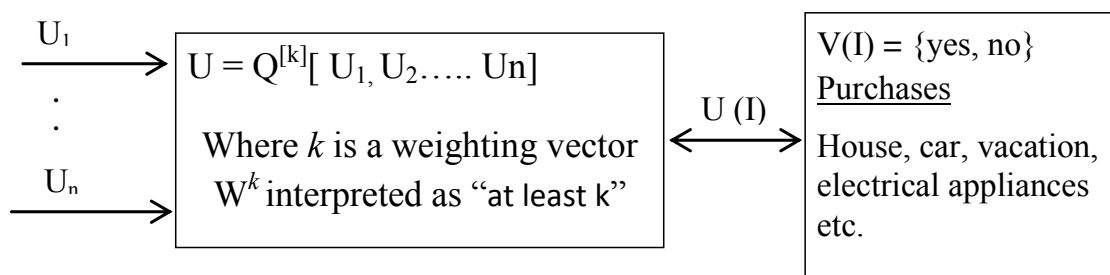 U₁
.
.
Uₙ
U = Q^[k][ U₁, U₂….. Un]
Where k is a weighting vector
W^k interpreted as “at least k”
U (I)
V(I) = {yes, no}
Purchases
House, car, vacation,
electrical appliances
etc.